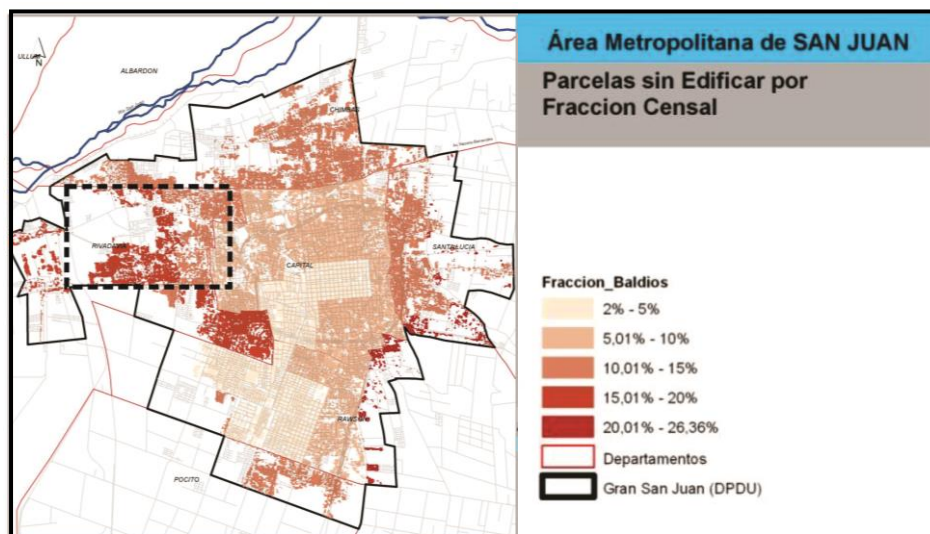 Área Metropolitana de SAN JUAN
Parcelas sin Edificar por
Fraccion Censal
ULLUM
N
ALBARDON
CHIMBAS
RIVADAVIA
CAPITAL
SANTA LUCIA
RAWSON
POCITO
Fraccion_Baldios
2% - 5%
5,01% - 10%
10,01% - 15%
15,01% - 20%
20,01% - 26,36%
Departamentos
Gran San Juan (DPDU)